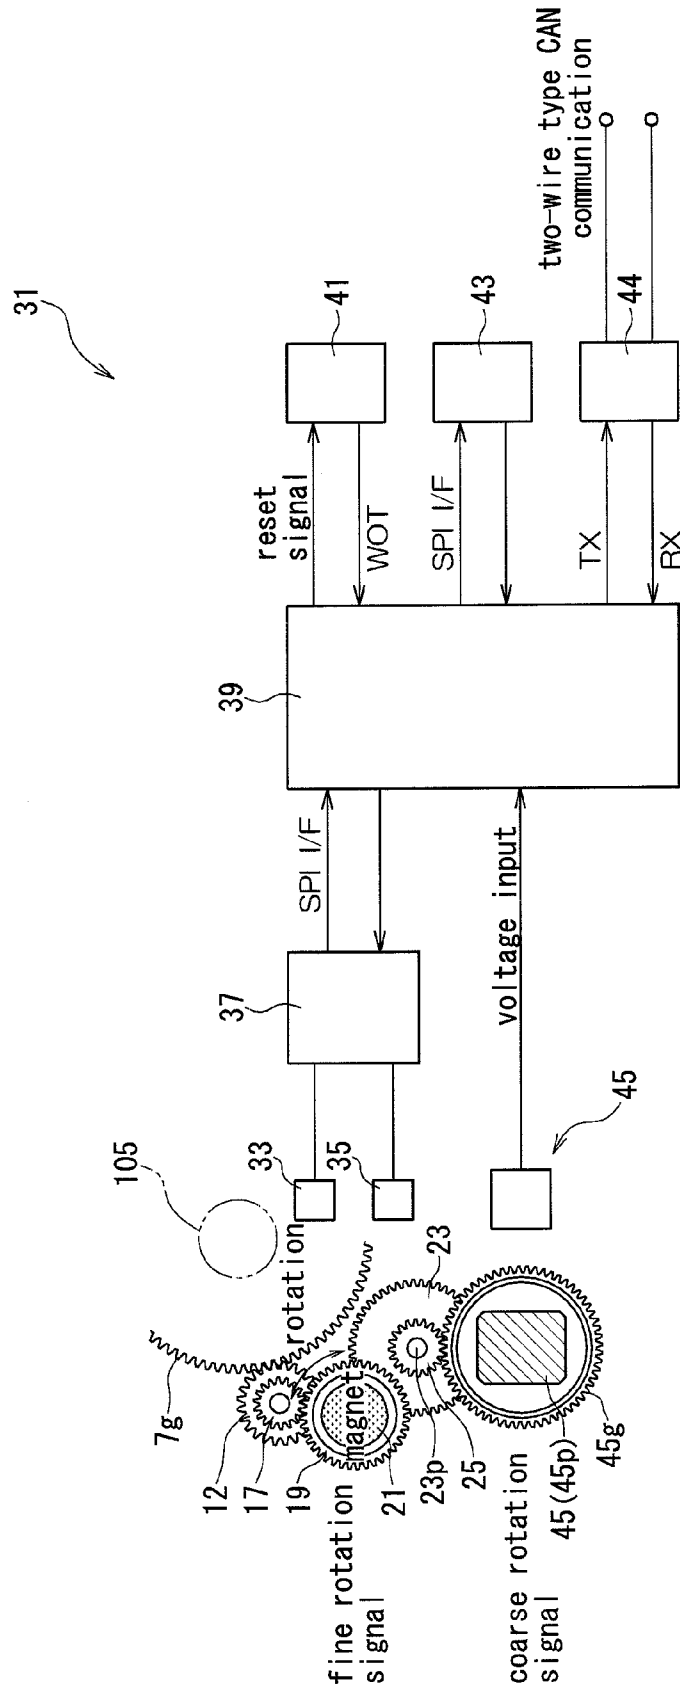 31
two-wire type CAN
communication
41
43
44
reset
signal
WOT
SPI I/F
TX
RX
39
SPI I/F
voltage input
37
105
33
35
45
rotation
23
7g
12
17
19
magnet
21
23p
25
45(45p)
45g
fine rotation
signal
coarse rotation
signal